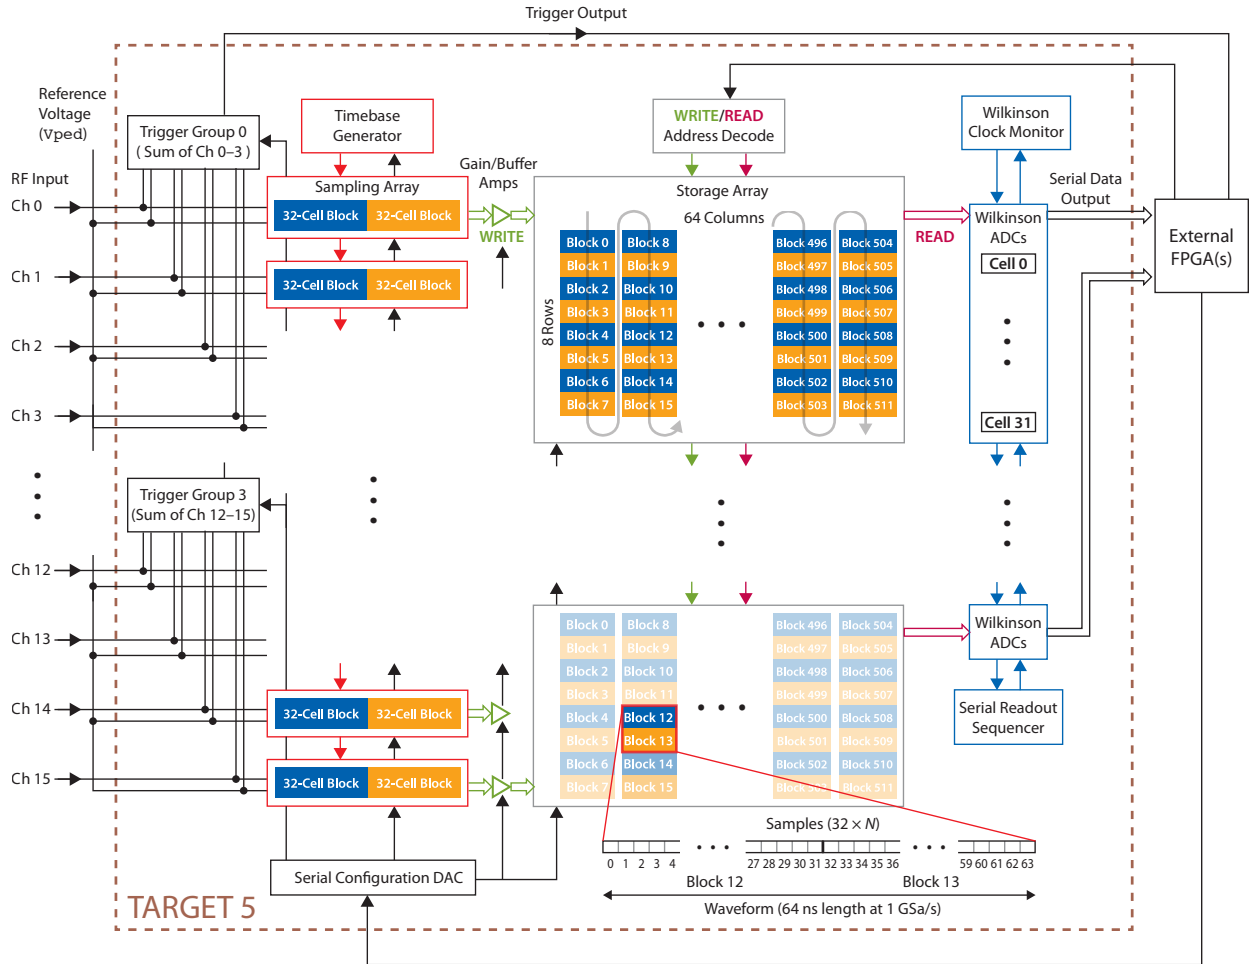 Trigger Output
Reference
Voltage
(Vped)
Trigger Group 0
( Sum of Ch 0–3 )
Timebase
Generator
WRITE/READ
Address Decode
Wilkinson
Clock Monitor
RF Input
Ch 0
Ch 1
Ch 2
Ch 3
Sampling Array
32-Cell Block 32-Cell Block
32-Cell Block 32-Cell Block
Gain/Buffer
Amps
WRITE
Storage Array
64 Columns
8 Rows
Block 0 Block 8 Block 496 Block 504
Block 1 Block 9 Block 497 Block 505
Block 2 Block 10 Block 498 Block 506
Block 3 Block 11 Block 499 Block 507
Block 4 Block 12 Block 500 Block 508
Block 5 Block 13 Block 501 Block 509
Block 6 Block 14 Block 502 Block 510
Block 7 Block 15 Block 503 Block 511
READ
Wilkinson
ADCs
Cell 0
Cell 31
Serial Data
Output
External
FPGA(s)
Trigger Group 3
(Sum of Ch 12–15)
Ch 12
Ch 13
Ch 14
Ch 15
32-Cell Block 32-Cell Block
32-Cell Block 32-Cell Block
Block 0 Block 8 Block 496 Block 504
Block 1 Block 9 Block 497 Block 505
Block 2 Block 10 Block 498 Block 506
Block 3 Block 11 Block 499 Block 507
Block 4 Block 12 Block 500 Block 508
Block 5 Block 13 Block 501 Block 509
Block 6 Block 14 Block 502 Block 510
Block 7 Block 15 Block 511
Wilkinson
ADCs
Serial Readout
Sequencer
Samples (32 × N)
0 1 2 3 4 27 28 29 30 31 32 33 34 35 36 59 60 61 62 63
Block 12 Block 13
Waveform (64 ns length at 1 GSa/s)
Serial Configuration DAC
TARGET 5